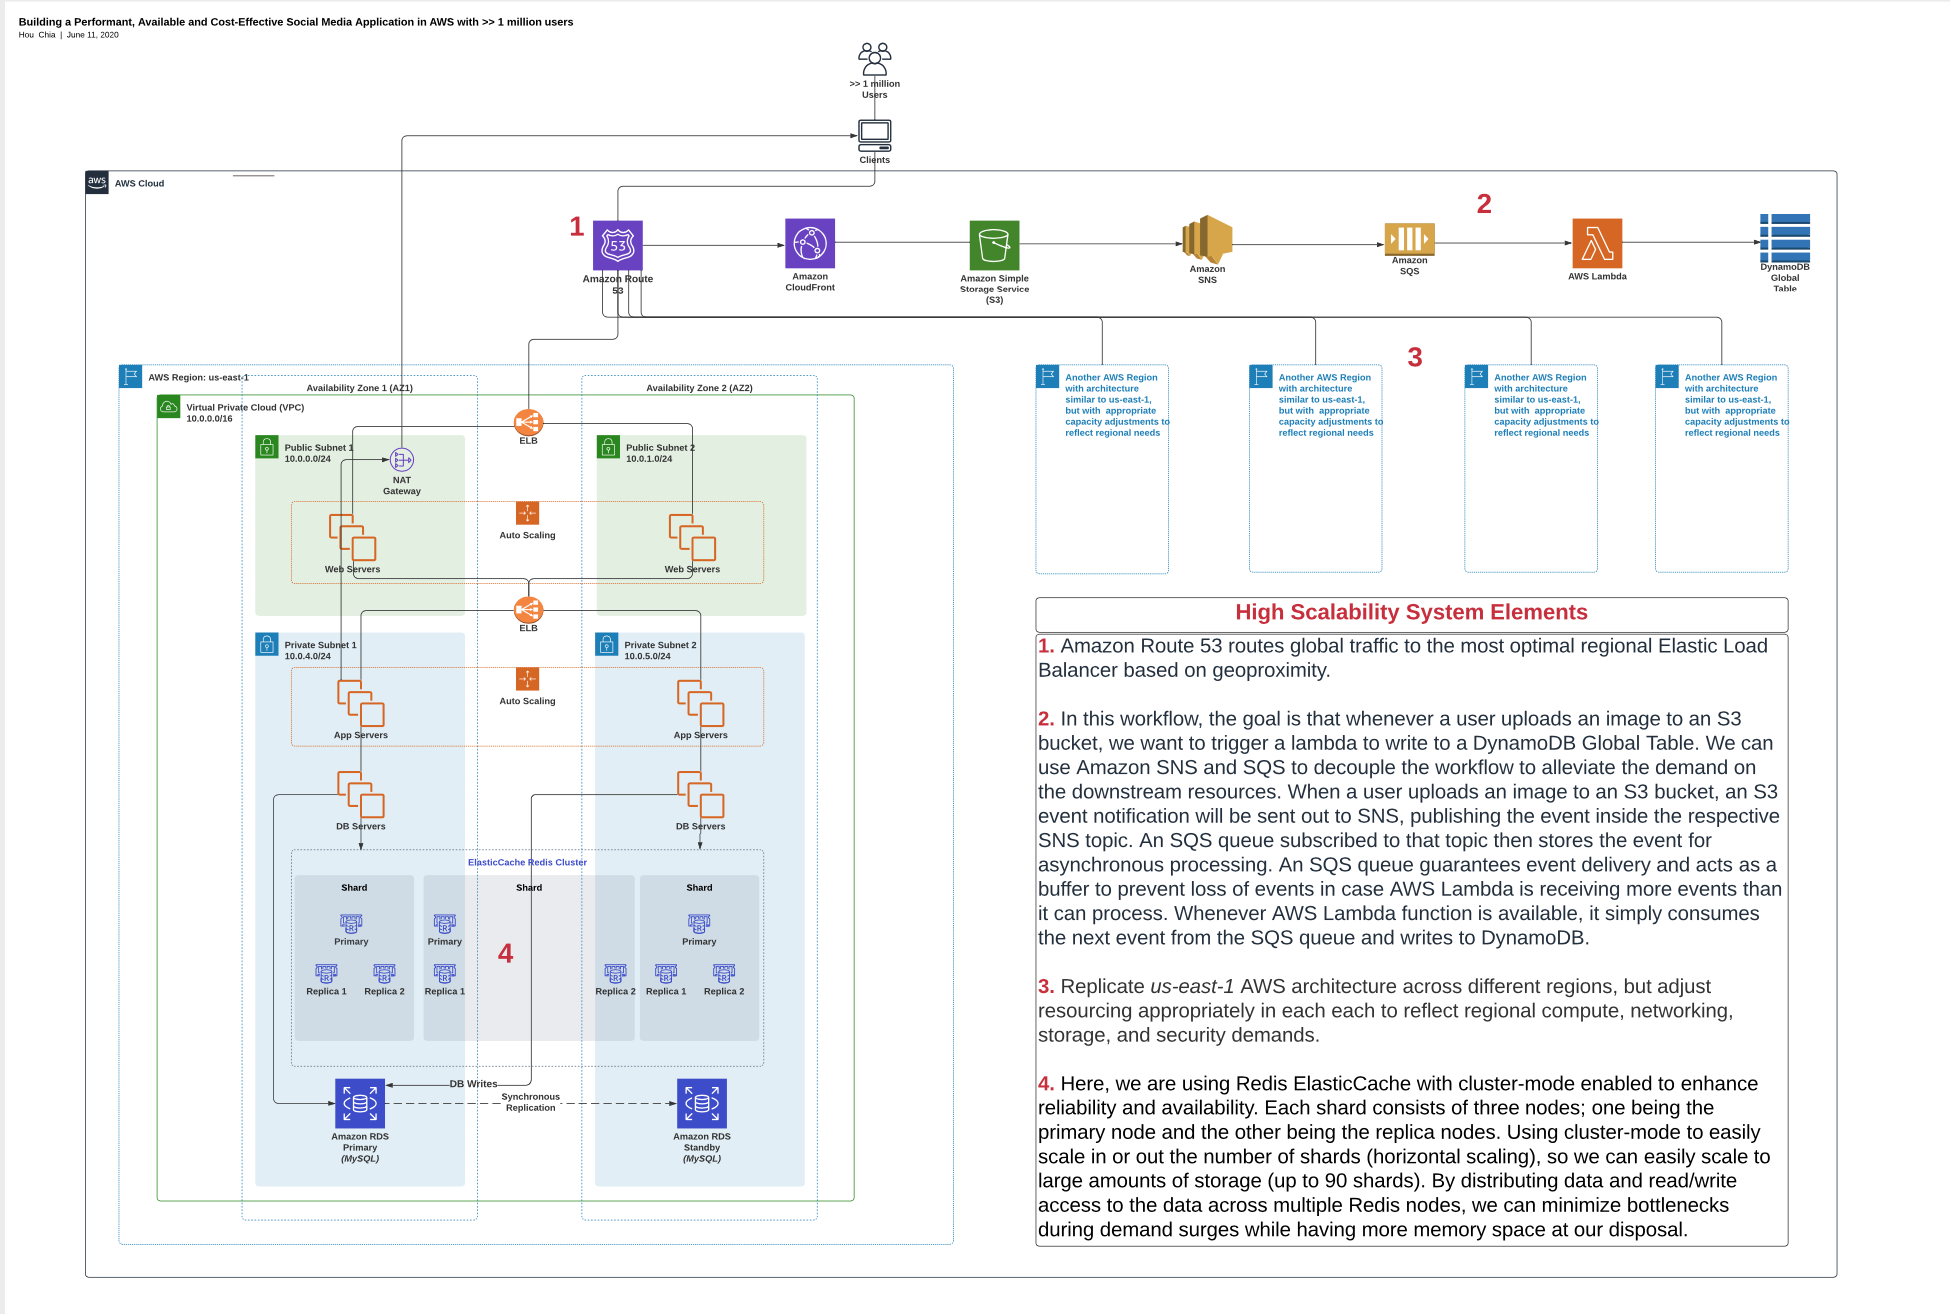 Building a Performant, Available and Cost-Effective Social Media Application in AWS with >> 1 million users
Hou Chia | June 11, 2020
>> 1 million
Users
Clients
aws
AWS Cloud
1
53
Amazon Route
53
Amazon
CloudFront
Amazon Simple
Storage Service
(S3)
Amazon
SNS
Amazon
SQS
2
AWS Lambda
DynamoDB
Global
Table
3
AWS Region: us-east-1
Availability Zone 1 (AZ1)
Availability Zone 2 (AZ2)
Virtual Private Cloud (VPC)
10.0.0.0/16
ELB
Public Subnet 1
10.0.0.0/24
Public Subnet 2
10.0.1.0/24
NAT
Gateway
Auto Scaling
Web Servers
Web Servers
ELB
Private Subnet 1
10.0.4.0/24
Private Subnet 2
10.0.5.0/24
Auto Scaling
App Servers
App Servers
DB Servers
DB Servers
ElasticCache Redis Cluster
Shard
Shard
Shard
Primary
Primary
Primary
4
Replica 1
Replica 2
Replica 1
Replica 2
Replica 1
Replica 2
DB Writes
Synchronous
Replication
Amazon RDS
Primary
(MySQL)
Amazon RDS
Standby
(MySQL)
Another AWS Region
with architecture
similar to us-east-1,
but with appropriate
capacity adjustments to
reflect regional needs
Another AWS Region
with architecture
similar to us-east-1,
but with appropriate
capacity adjustments to
reflect regional needs
Another AWS Region
with architecture
similar to us-east-1,
but with appropriate
capacity adjustments to
reflect regional needs
Another AWS Region
with architecture
similar to us-east-1,
but with appropriate
capacity adjustments to
reflect regional needs
High Scalability System Elements
1. Amazon Route 53 routes global traffic to the most optimal regional Elastic Load
Balancer based on geoproximity.
2. In this workflow, the goal is that whenever a user uploads an image to an S3
bucket, we want to trigger a lambda to write to a DynamoDB Global Table. We can
use Amazon SNS and SQS to decouple the workflow to alleviate the demand on
the downstream resources. When a user uploads an image to an S3 bucket, an S3
event notification will be sent out to SNS, publishing the event inside the respective
SNS topic. An SQS queue subscribed to that topic then stores the event for
asynchronous processing. An SQS queue guarantees event delivery and acts as a
buffer to prevent loss of events in case AWS Lambda is receiving more events than
it can process. Whenever AWS Lambda function is available, it simply consumes
the next event from the SQS queue and writes to DynamoDB.
3. Replicate us-east-1 AWS architecture across different regions, but adjust
resourcing appropriately in each each to reflect regional compute, networking,
storage, and security demands.
4. Here, we are using Redis ElasticCache with cluster-mode enabled to enhance
reliability and availability. Each shard consists of three nodes; one being the
primary node and the other being the replica nodes. Using cluster-mode to easily
scale in or out the number of shards (horizontal scaling), so we can easily scale to
large amounts of storage (up to 90 shards). By distributing data and read/write
access to the data across multiple Redis nodes, we can minimize bottlenecks
during demand surges while having more memory space at our disposal.